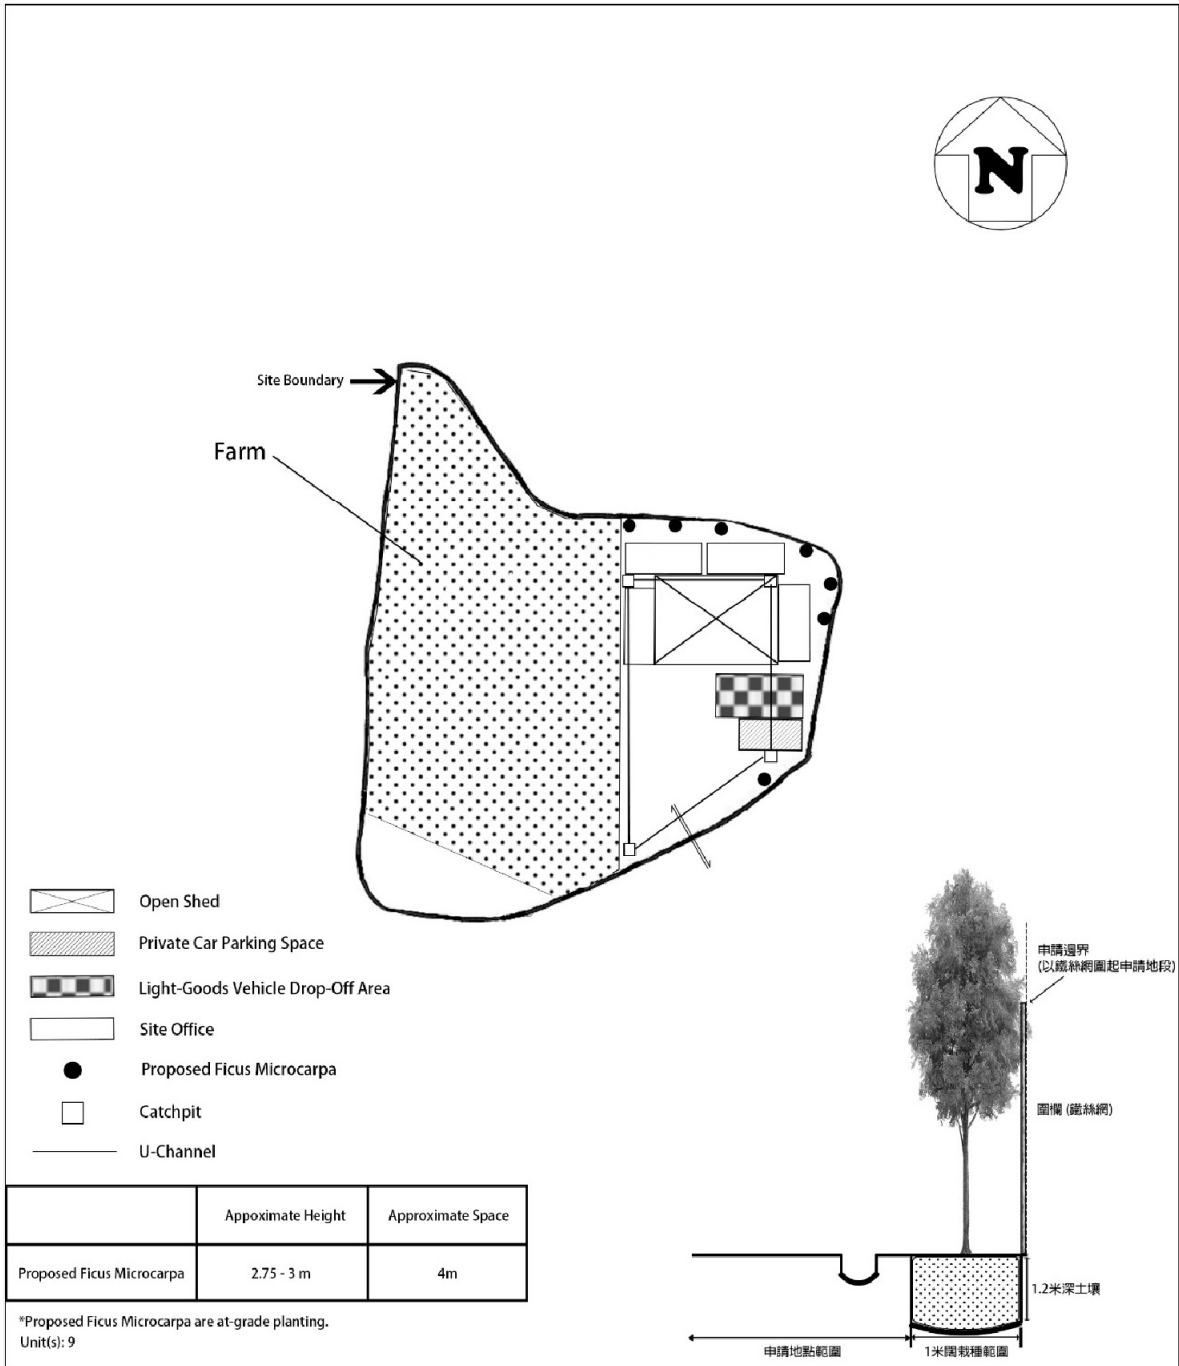 N
Site Boundary
Farm
Open Shed
Private Car Parking Space
Light-Goods Vehicle Drop-Off Area
Site Office
Proposed Ficus Microcarpa
Catchpit
U-Channel
Appoximate Height
Approximate Space
Proposed Ficus Microcarpa
2.75 - 3 m
4m
*Proposed Ficus Microcarpa are at-grade planting.
Unit(s): 9
申請邊界
(以鐵絲網圍起申請地段)
圍欄 (鐵絲網)
1.2米深土壤
申請地點範圍
1米闊栽種範圍